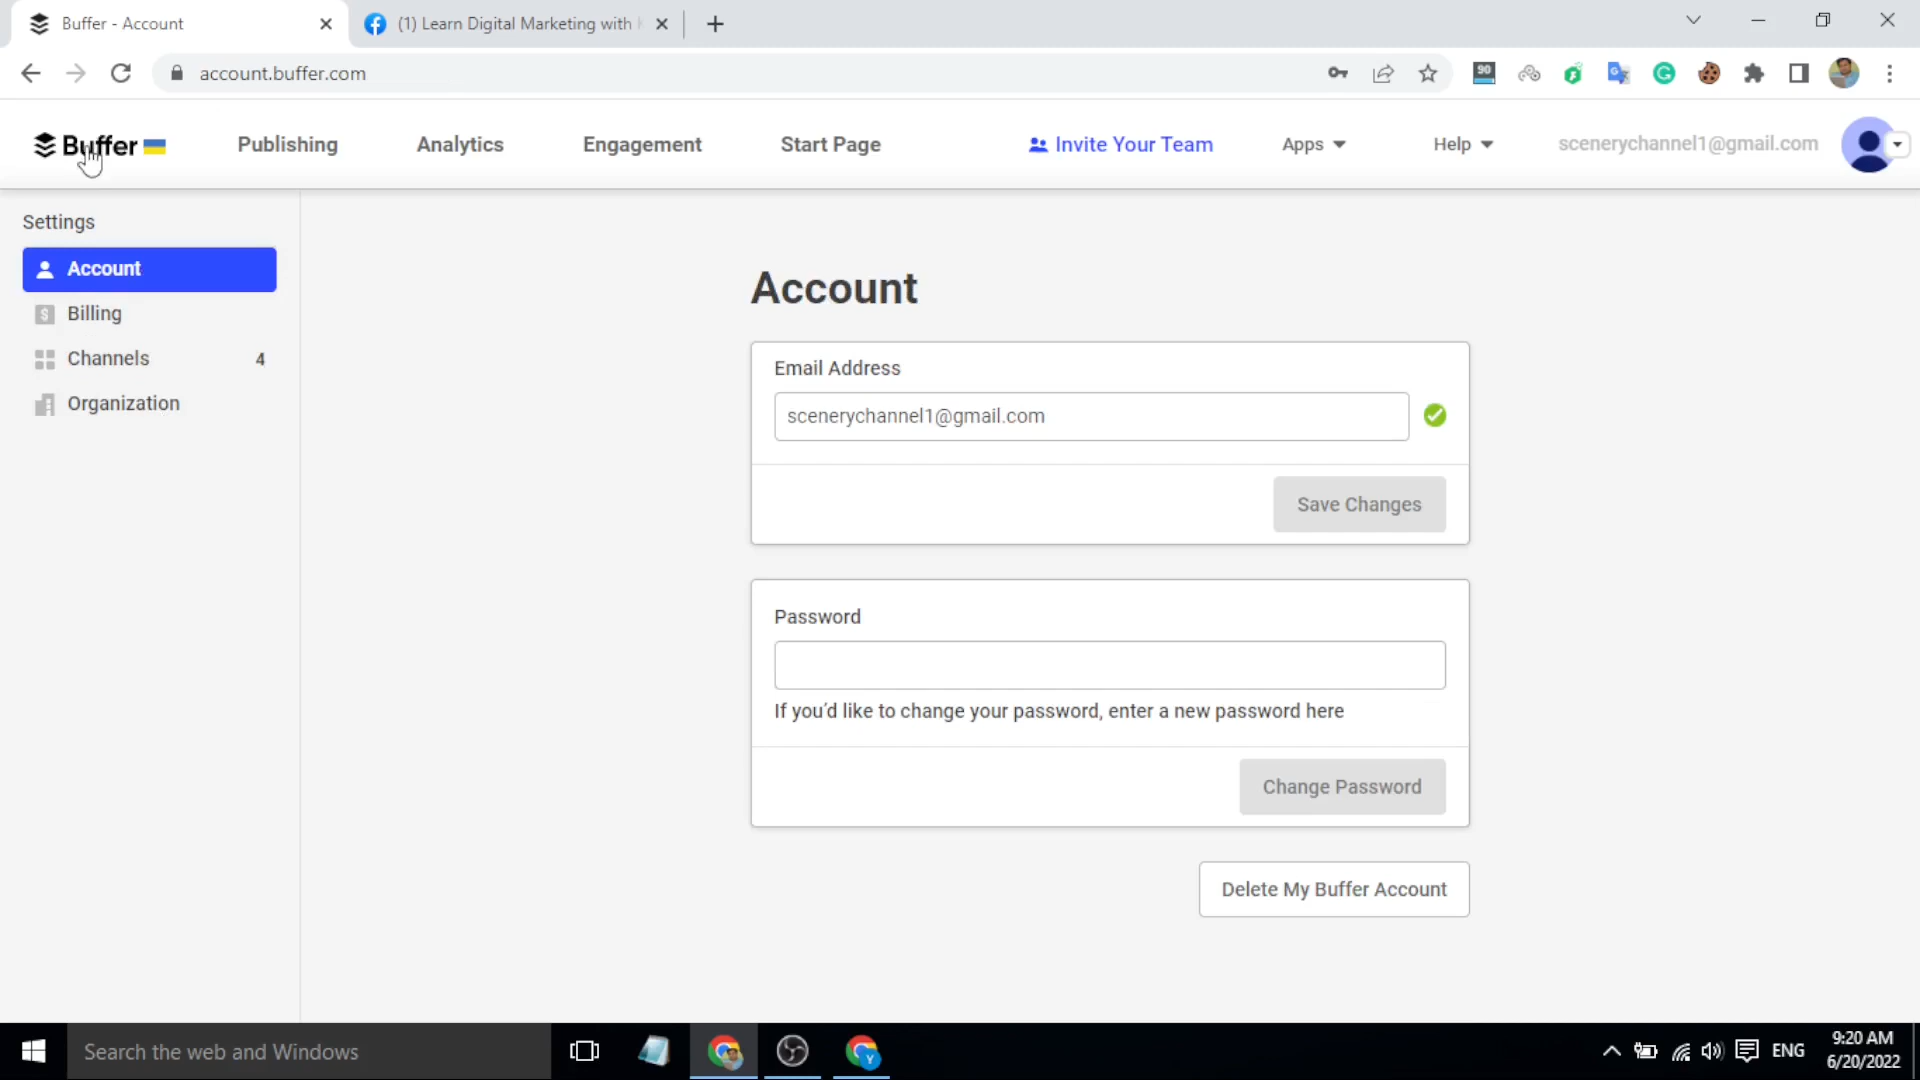 Buffer - Account
(1) Learn Digital Marketing with
account.buffer.com
90
Buffer
Publishing
Analytics
Engagement
Start Page
Invite Your Team
Apps
Help
scenerychannel1@gmail.com
Settings
Account
Billing
Channels 4
Organization
Account
Email Address
scenerychannel1@gmail.com
Save Changes
Password
If you'd like to change your password, enter a new password here
Change Password
Delete My Buffer Account
Search the web and Windows
ENG
9:20 AM
6/20/2022